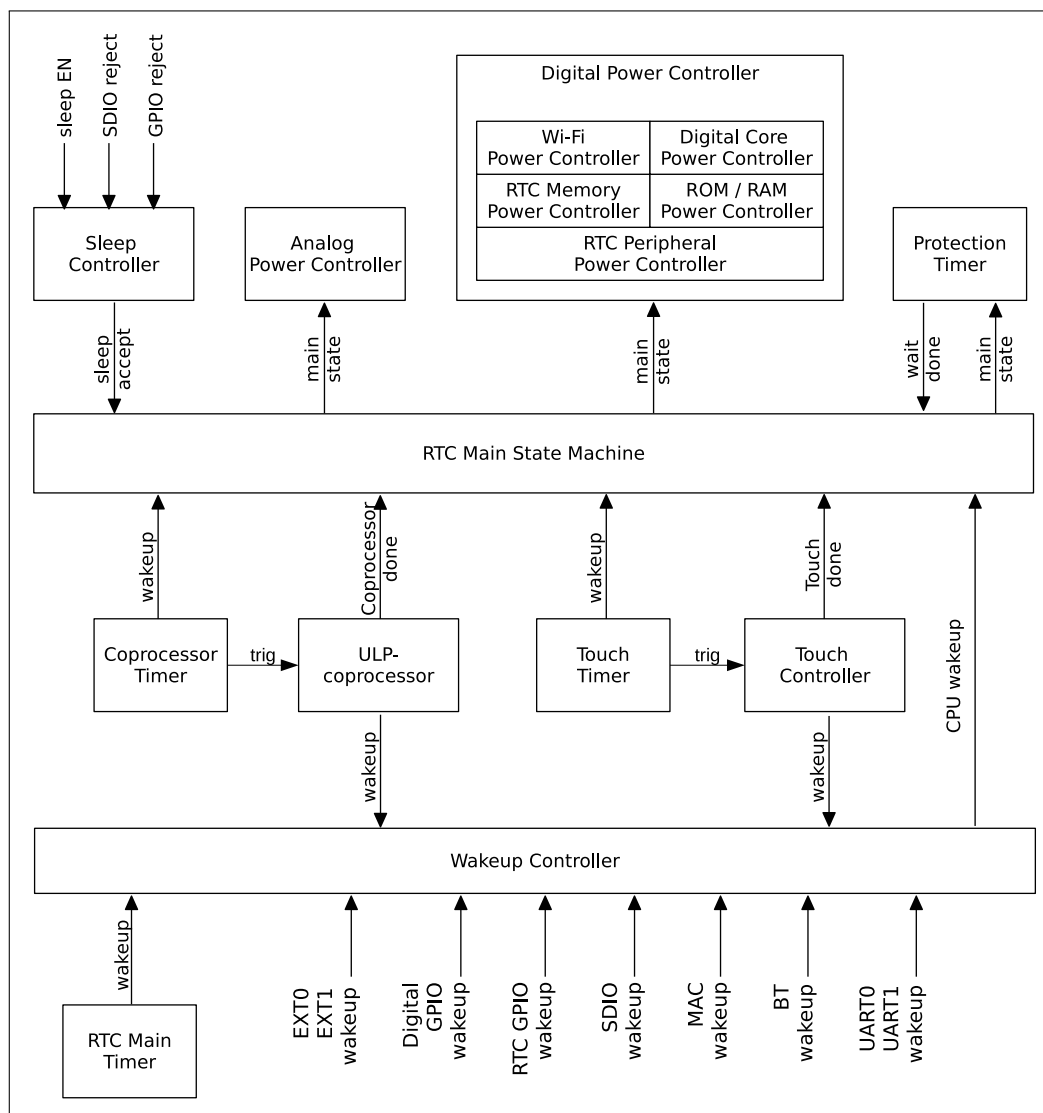 sleep EN
SDIO reject
GPIO reject
Digital Power Controller
Wi-Fi
Power Controller
Digital Core
Power Controller
RTC Memory
Power Controller
ROM / RAM
Power Controller
RTC Peripheral
Power Controller
Sleep
Controller
Analog
Power Controller
Protection
Timer
sleep
accept
main
state
main
state
wait
done
main
state
RTC Main State Machine
wakeup
Coprocessor
done
wakeup
Touch
done
CPU wakeup
Coprocessor
Timer
trig
ULP-
coprocessor
Touch
Timer
trig
Touch
Controller
wakeup
wakeup
Wakeup Controller
wakeup
RTC Main
Timer
EXT0
EXT1
wakeup
Digital
GPIO
wakeup
RTC GPIO
wakeup
SDIO
wakeup
MAC
wakeup
BT
wakeup
UART0
UART1
wakeup